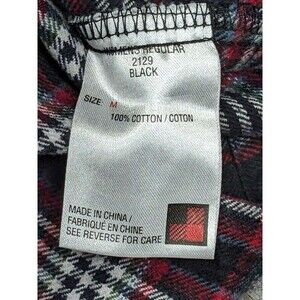 WOMENS REGULAR
2129
BLACK
SIZE: M
100% COTTON / COTON
MADE IN CHINA /
FABRIQUÉ EN CHINE
SEE REVERSE FOR CARE